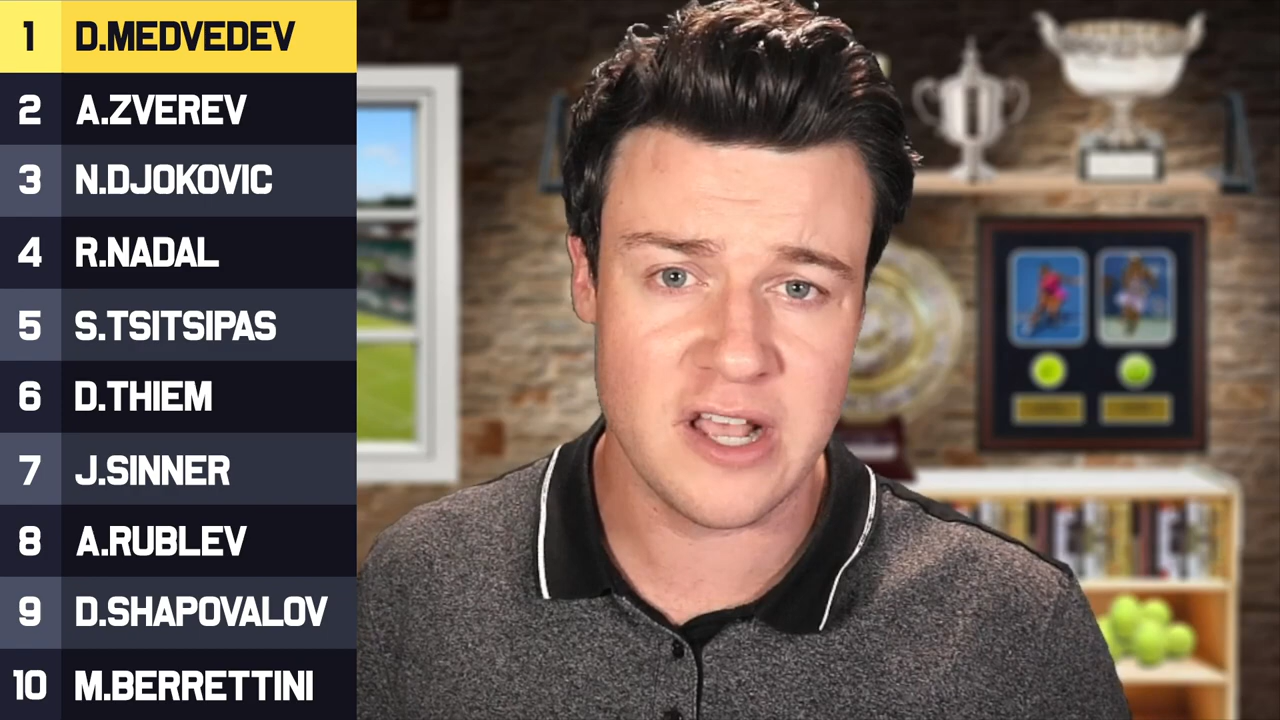 1 D.MEDVEDEV
2 A.ZVEREV
3 N.DJOKOVIC
4 R.NADAL
5 S.TSITSIPAS
6 D.THIEM
7 J.SINNER
8 A.RUBLEV
9 D.SHAPOVALOV
10 M.BERRETTINI